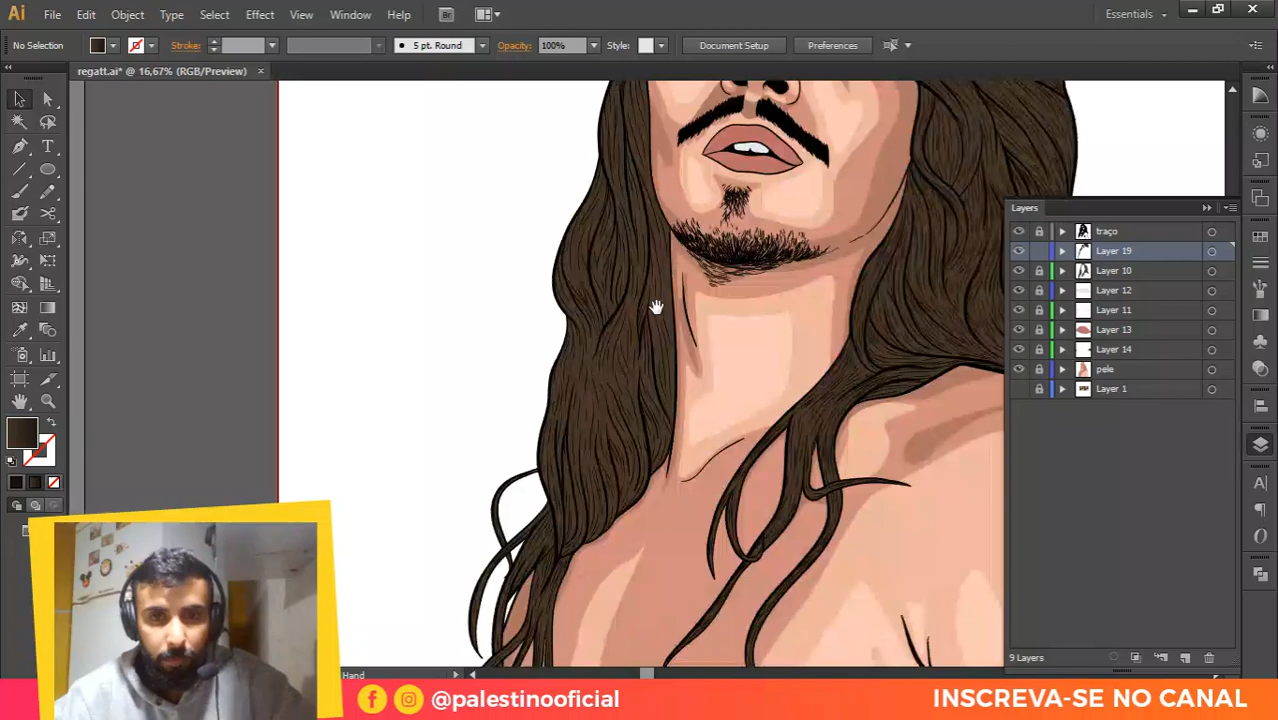 Ai File Edit Object Type Select Effect View Window Help Br Essentials
No Selection Stroke: 5 pt. Round Opacity: 100% Style: Document Setup Preferences
regatt.ai* @ 16,67% (RGB/Preview) ×
Layers
traço
Layer 19
Layer 10
Layer 12
Layer 11
Layer 13
Layer 14
pele
Layer 1
9 Layers
Hand
@palestinooficial
INSCREVA-SE NO CANAL